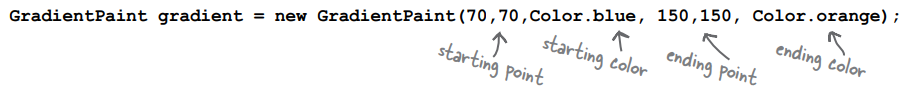 GradientPaint gradient = new GradientPaint(70,70,Color.blue, 150,150, Color.orange);
starting point
starting color
ending point
ending color